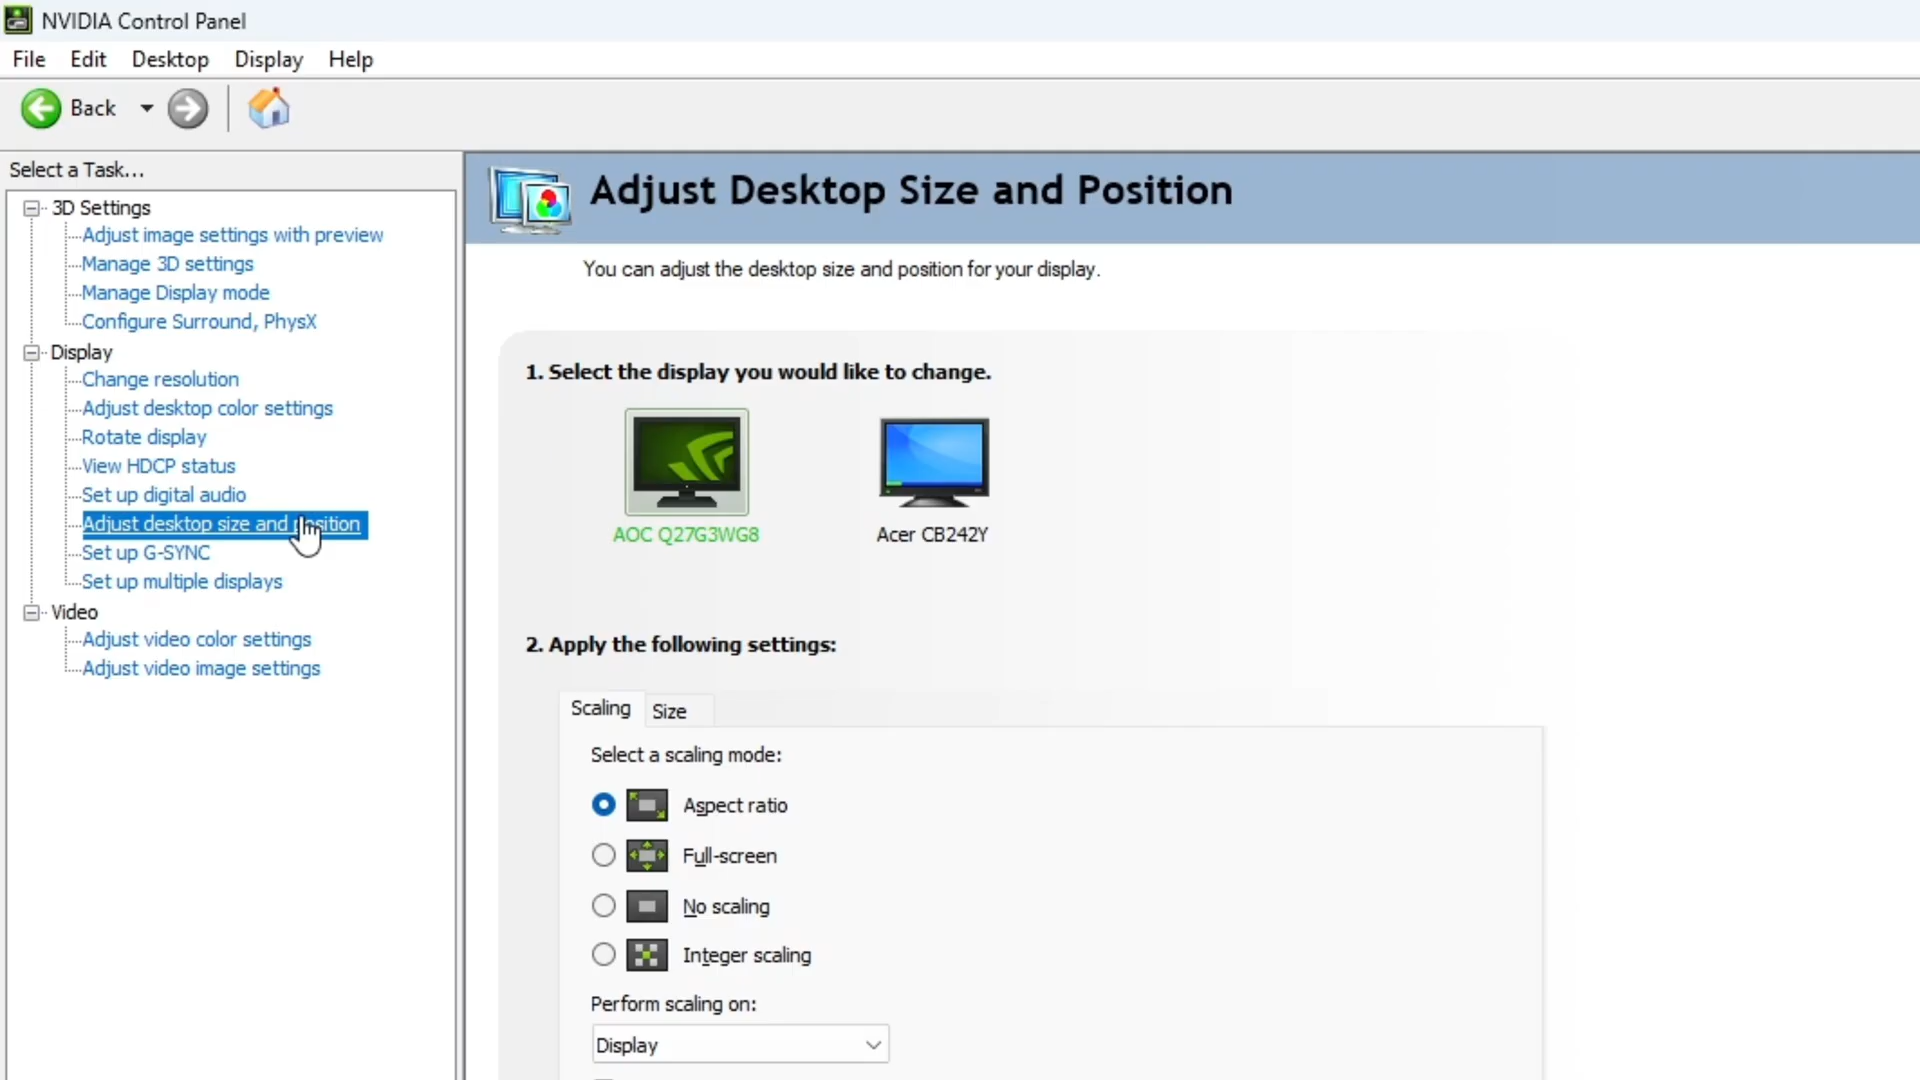 NVIDIA Control Panel
File Edit Desktop Display Help
Back
Select a Task...
3D Settings
Adjust image settings with preview
Manage 3D settings
Manage Display mode
Configure Surround, PhysX
Display
Change resolution
Adjust desktop color settings
Rotate display
View HDCP status
Set up digital audio
Adjust desktop size and position
Set up G-SYNC
Set up multiple displays
Video
Adjust video color settings
Adjust video image settings
Adjust Desktop Size and Position
You can adjust the desktop size and position for your display.
1. Select the display you would like to change.
AOC Q27G3WG8 Acer CB242Y
2. Apply the following settings:
Scaling Size
Select a scaling mode:
Aspect ratio
Full-screen
No scaling
Integer scaling
Perform scaling on:
Display